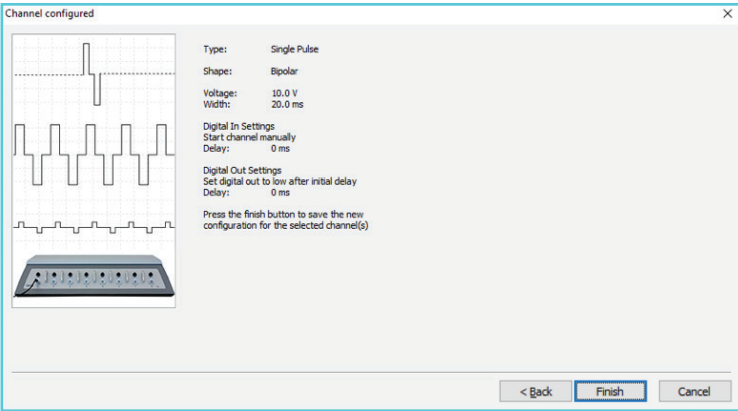 Channel configured
Type: Single Pulse
Shape: Bipolar
Voltage: 10.0 V
Width: 20.0 ms
Digital In Settings
Start channel manually
Delay: 0 ms
Digital Out Settings
Set digital out to low after initial delay
Delay: 0 ms
Press the finish button to save the new
configuration for the selected channel(s)
< Back Finish Cancel